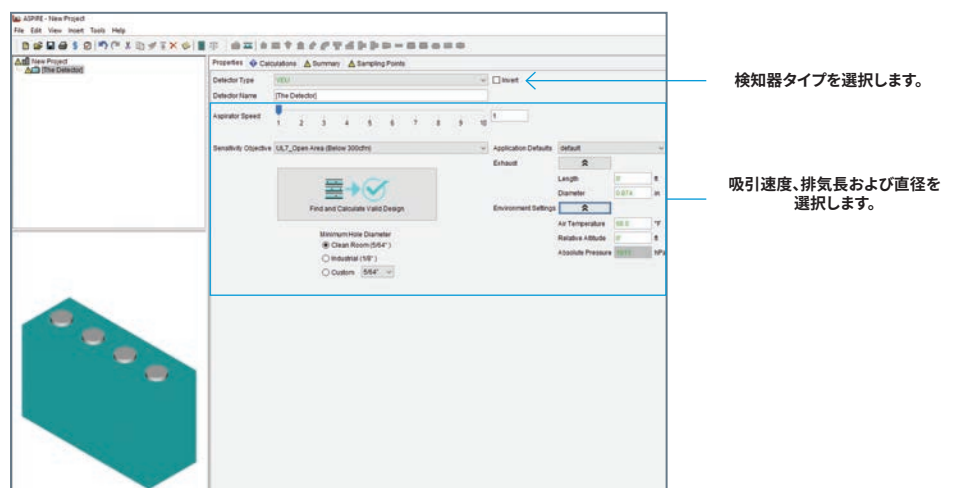 ASPIRE - New Project
File Edit View Insert Tools Help
New Project
[The Detector]
Properties Calculations Summary Sampling Points
Detector Type VEU Invert
検知器タイプを選択します。
Detector Name [The Detector]
Aspirator Speed 1 2 3 4 5 6 7 8 9 10 1
Sensitivity Objective UL7_Open Area (Below 300cfm) Application Defaults default
Exhaust
Length 0 ft
Diameter 0.874 in
吸引速度、排気長および直径を
選択します。
Find and Calculate Valid Design
Environment Settings
Air Temperature 68.0 °F
Relative Altitude 0 ft
Absolute Pressure hPa
Minimum Hole Diameter
Clean Room (5/64")
Industrial (1/8")
Custom 5/64"